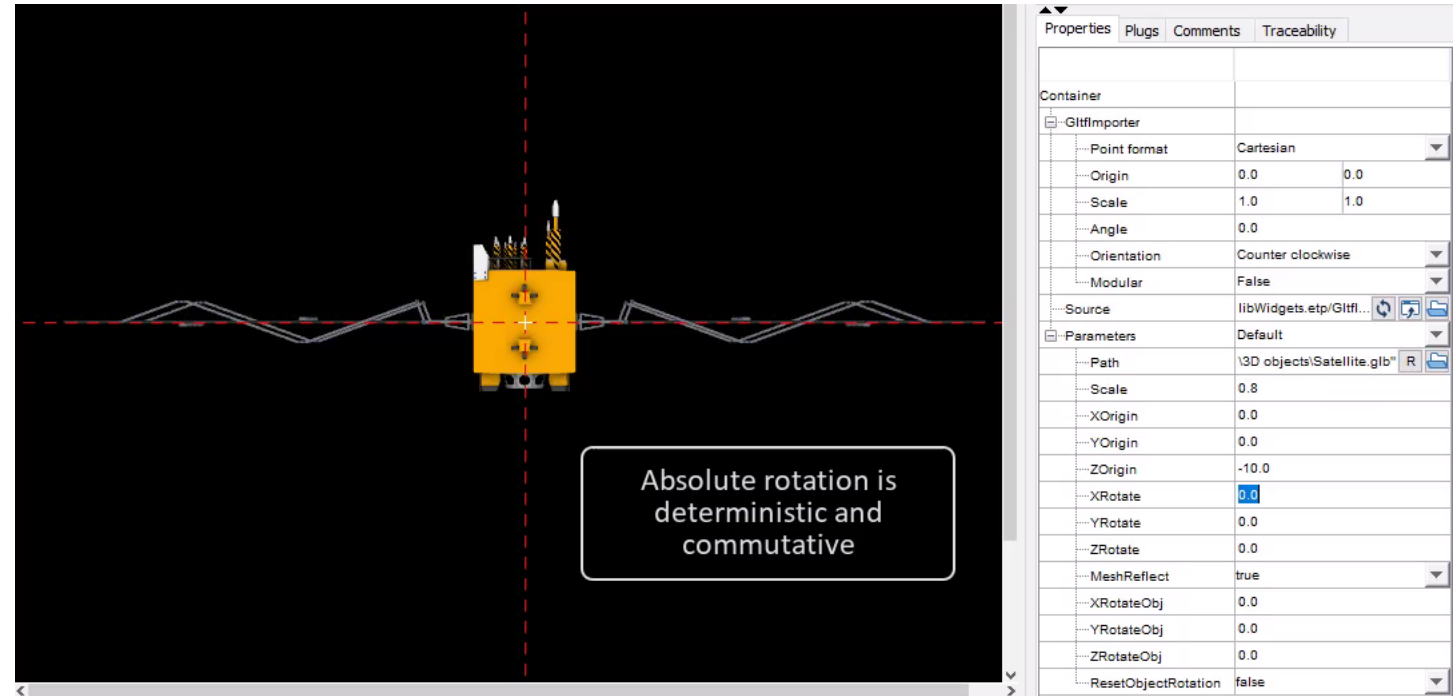 Absolute rotation is
deterministic and
commutative
Properties Plugs Comments Traceability
Container
GltfImporter
Point format Cartesian
Origin 0.0 0.0
Scale 1.0 1.0
Angle 0.0
Orientation Counter clockwise
Modular False
Source libWidgets.etp/Gltfl...
Parameters Default
Path \3D objects\Satellite.glb" R
Scale 0.8
XOrigin 0.0
YOrigin 0.0
ZOrigin -10.0
XRotate 0.0
YRotate 0.0
ZRotate 0.0
MeshReflect true
XRotateObj 0.0
YRotateObj 0.0
ZRotateObj 0.0
ResetObjectRotation false